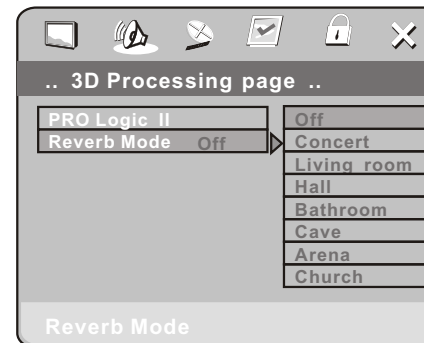 .. 3D Processing page ..
PRO Logic II
Reverb Mode Off
Off
Concert
Living room
Hall
Bathroom
Cave
Arena
Church
Reverb Mode